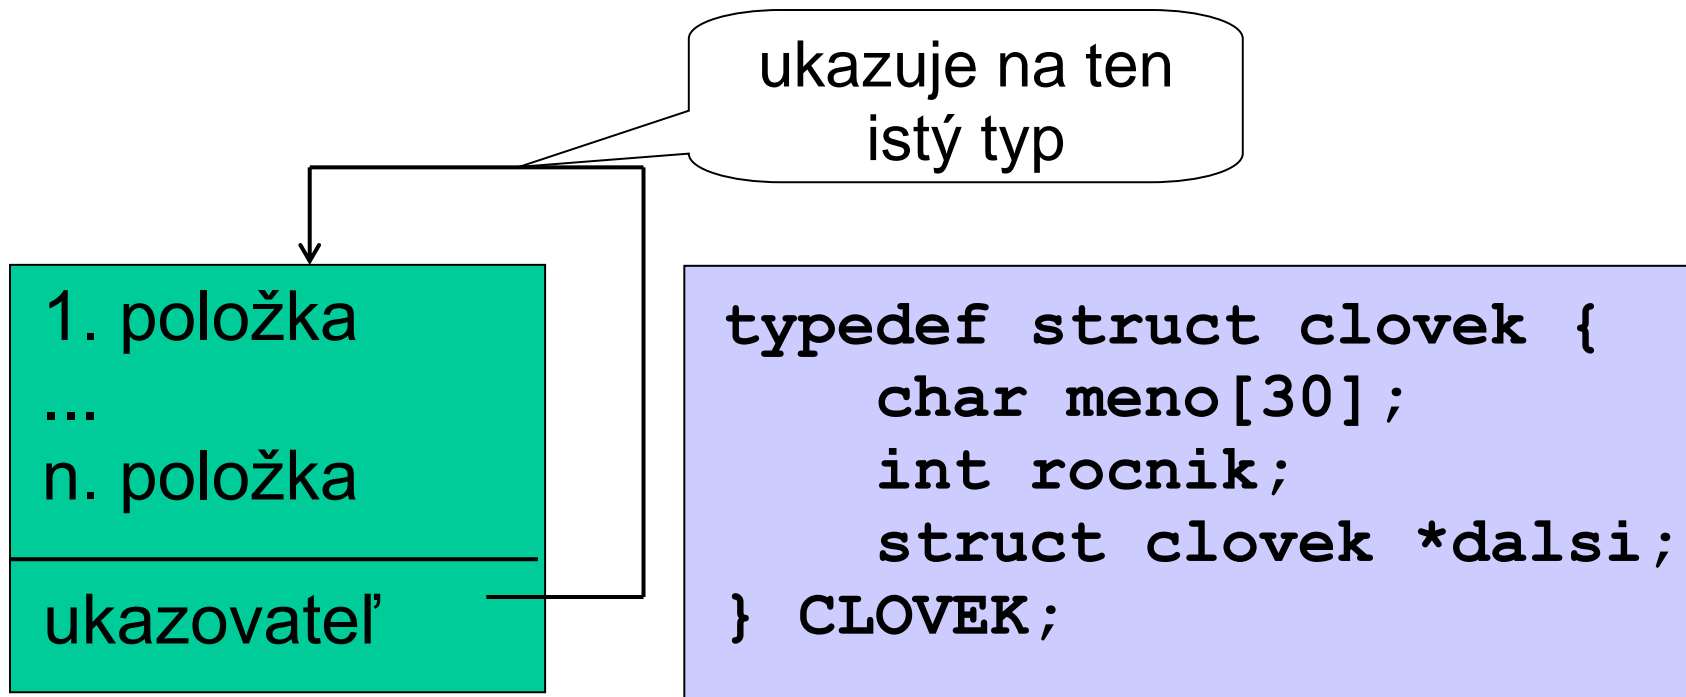 ukazuje na ten
istý typ
1. položka
...
n. položka
ukazovateľ
typedef struct clovek {
char meno[30];
int rocnik;
struct clovek *dalsi;
} CLOVEK;